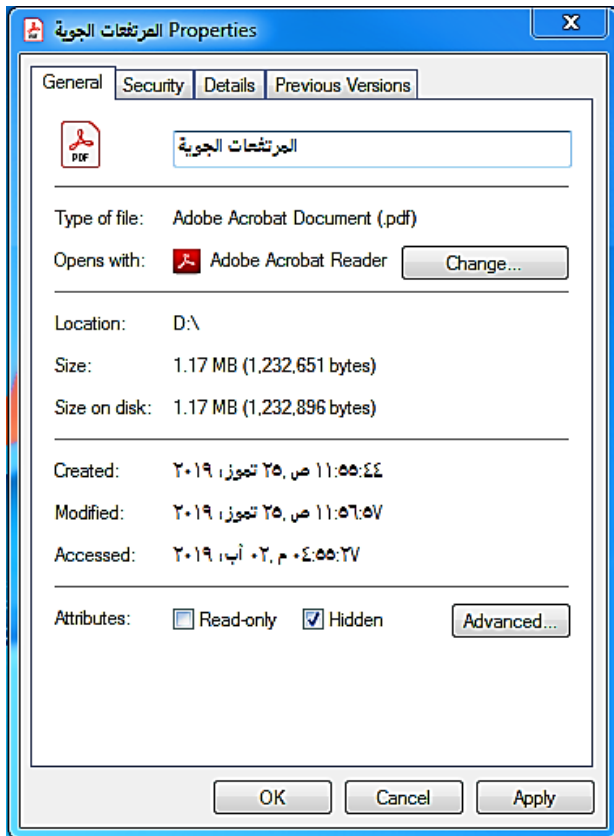 المرتفعات الجوية Properties
General Security Details Previous Versions
PDF
المرتفعات الجوية
Type of file: Adobe Acrobat Document (.pdf)
Opens with: Adobe Acrobat Reader Change...
Location: D:\
Size: 1.17 MB (1,232,651 bytes)
Size on disk: 1.17 MB (1,232,896 bytes)
Created: ١١:٥٥:٤٤ ص ,٢٥ تموز، ٢٠١٩
Modified: ١١:٥٦:٥٧ ص ,٢٥ تموز، ٢٠١٩
Accessed: ٠٤:٥٥:٢٧ م ,٠٢ آب، ٢٠١٩
Attributes: Read-only Hidden Advanced...
OK Cancel Apply